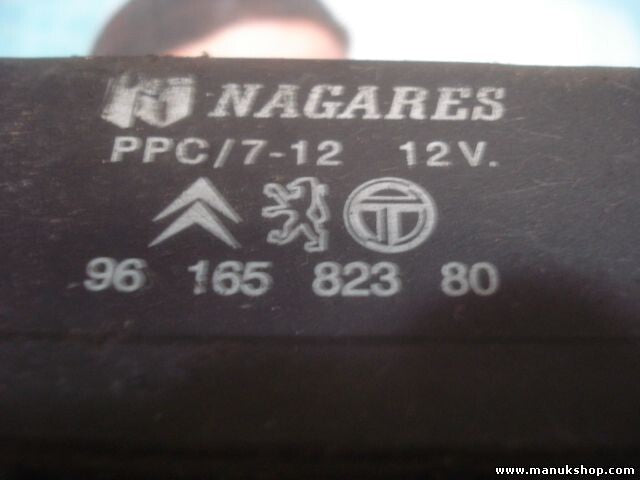 NAGARES
PPC/7-12 12V.
96 165 823 80
www.manukshop.com